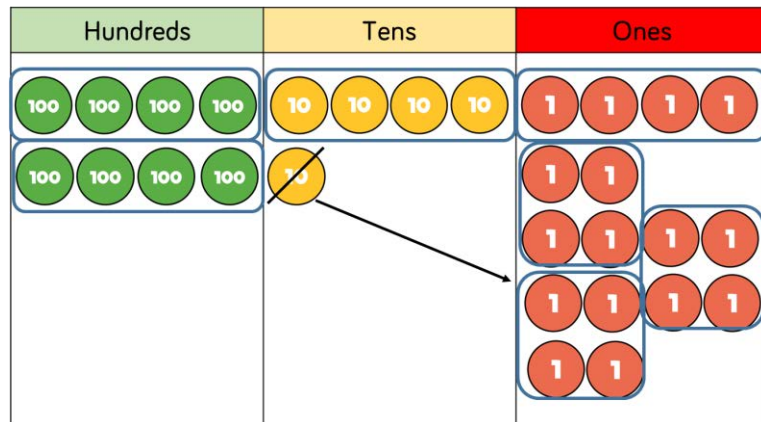 Hundreds Tens Ones
100 100 100 100 10 10 10 10 1 1 1 1
100 100 100 100 10 1 1
1 1 1 1
1 1 1 1
1 1